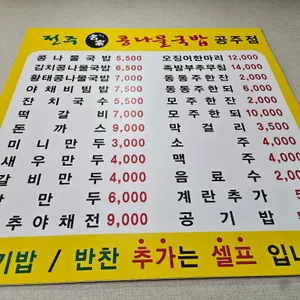 전주 콩나물국밥 공주점
콩나물국밥 5,500 오징어한마리 12,000
김치콩나물국밥 6,500 족발부추무침 14,000
황태콩나물국밥 7,000 동동주한잔 2,000
야채비빔밥 7,500 동동주한되 6,000
잔치국수 5,500 모주한잔 2,000
떡갈비 7,000 모주한되 10,000
돈까스 9,000 막걸리 3,500
미니만두 3,000 소주 4,000
새우만두 4,000 맥주 4,000
갈비만두 4,000 음료수 2,000
만두 6,000 계란추가
추야채전 9,000 공기밥
기밥 / 반찬 추가는 셀프 입니